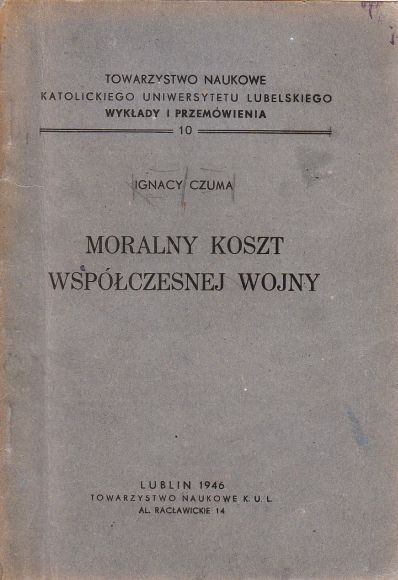 TOWARZYSTWO NAUKOWE
KATOLICKIEGO UNIWERSYTETU LUBELSKIEGO
WYKŁADY I PRZEMÓWIENIA
10
IGNACY CZUMA
MORALNY KOSZT
WSPÓŁCZESNEJ WOJNY
LUBLIN 1946
TOWARZYSTWO NAUKOWE K. U. L.
AL. RACŁAWICKIE 14